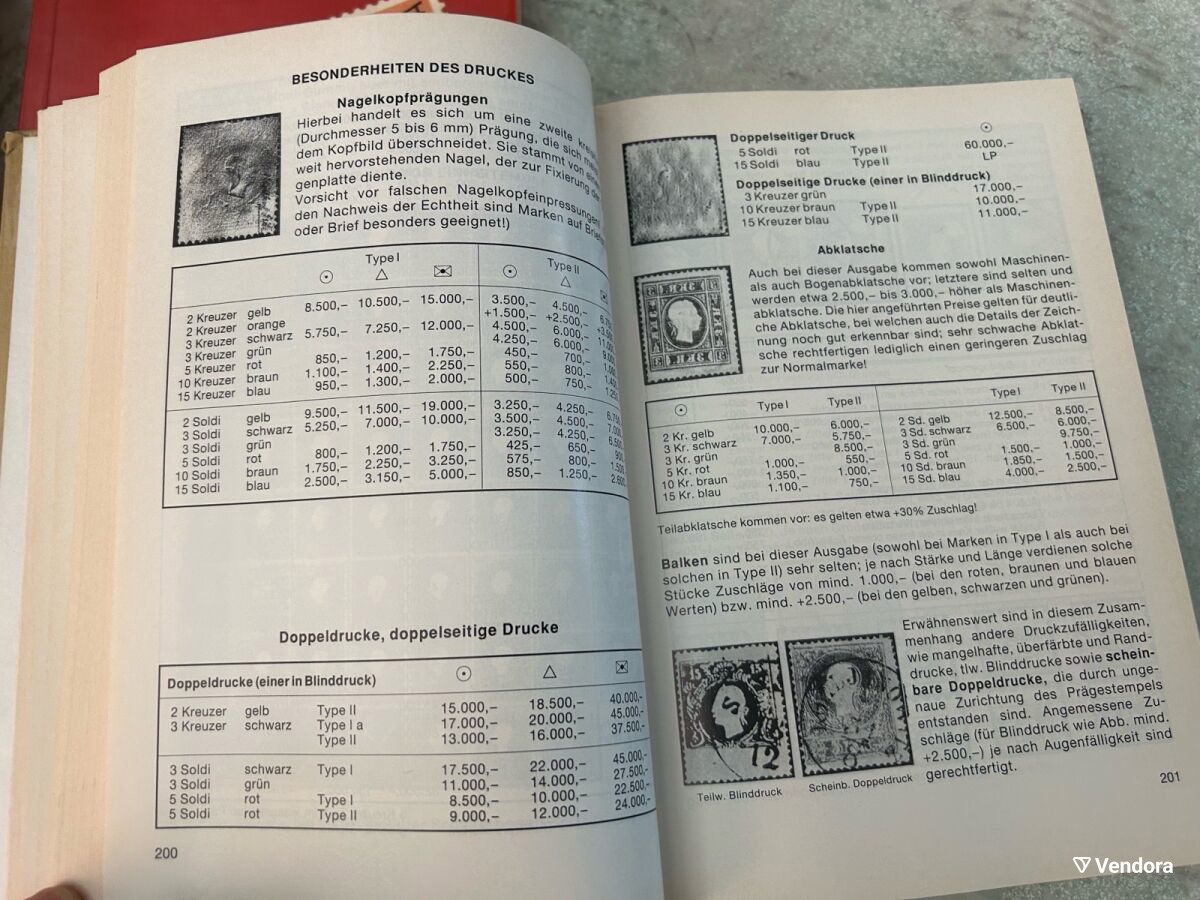 BESONDERHEITEN DES DRUCKES
Nagelkopfprägungen
Hierbei handelt es sich um eine zweite
(Durchmesser 5 bis 6 mm) Prägung, die sich
dem Kopfbild überschneidet. Sie stammt von
weit hervorstehenden Nagel, der zur Fixierung der
genplatte diente.
Vorsicht vor falschen Nagelkopfeinpressungen
den Nachweis der Echtheit sind Marken auf
oder Brief besonders geeignet!)
Type I Type II
2 Kreuzer gelb 8.500,– 10.500,– 15.000,– 3.500,– 4.500,–
2 Kreuzer orange +1.500,– +2.500,–
3 Kreuzer schwarz 5.750,– 7.250,– 12.000,– 4.500,– 6.000,–
3 Kreuzer grün 4.250,– 6.000,–
5 Kreuzer rot 850,– 1.200,– 1.750,– 450,– 700,–
10 Kreuzer braun 1.100,– 1.400,– 2.250,– 550,– 800,–
15 Kreuzer blau 950,– 1.300,– 2.000,– 500,– 750,–
2 Soldi gelb 9.500,– 11.500,– 19.000,– 3.250,– 4.250,–
3 Soldi schwarz 5.250,– 7.000,– 10.000,– 3.500,– 4.500,–
3 Soldi grün 3.250,– 4.250,–
5 Soldi rot 800,– 1.200,– 1.750,– 425,– 650,–
10 Soldi braun 1.750,– 2.250,– 3.250,– 575,– 800,–
15 Soldi blau 2.500,– 3.150,– 5.000,– 850,– 1.250,–
Doppeldrucke, doppelseitige Drucke
Doppeldrucke (einer in Blinddruck)
2 Kreuzer gelb Type II 15.000,– 18.500,– 40.000,–
3 Kreuzer schwarz Type I a 17.000,– 20.000,– 45.000,–
Type II 13.000,– 16.000,– 37.500,–
3 Soldi schwarz Type I 17.500,– 22.000,– 45.000,–
3 Soldi grün 11.000,– 14.000,– 27.500,–
5 Soldi rot Type I 8.500,– 10.000,– 22.500,–
5 Soldi rot Type II 9.000,– 12.000,– 24.000,–
200
Doppelseitiger Druck
5 Soldi rot Type II 60.000,–
15 Soldi blau Type II LP
Doppelseitige Drucke (einer in Blinddruck)
3 Kreuzer grün 17.000,–
10 Kreuzer braun Type II 10.000,–
15 Kreuzer blau Type II 11.000,–
Abklatsche
Auch bei dieser Ausgabe kommen sowohl Maschinen-
als auch Bogenabklatsche vor; letztere sind selten und
werden etwa 2.500,– bis 3.000,– höher als Maschinen-
abklatsche. Die hier angeführten Preise gelten für deutli-
che Abklatsche, bei welchen auch die Details der Zeich-
nung noch gut erkennbar sind; sehr schwache Abklat-
sche rechtfertigen lediglich einen geringeren Zuschlag
zur Normalmarke!
Type I Type II Type I Type II
2 Kr. gelb 10.000,– 6.000,– 2 Sd. gelb 12.500,– 8.500,–
3 Kr. schwarz 7.000,– 5.750,– 3 Sd. schwarz 6.500,– 6.000,–
3 Kr. grün 8.500,– 3 Sd. grün 9.750,–
5 Kr. rot 1.000,– 550,– 5 Sd. rot 1.500,– 1.000,–
10 Kr. braun 1.350,– 1.000,– 10 Sd. braun 1.850,– 1.500,–
15 Kr. blau 1.100,– 750,– 15 Sd. blau 4.000,– 2.500,–
Teilabklatsche kommen vor: es gelten etwa +30% Zuschlag!
Balken sind bei dieser Ausgabe (sowohl bei Marken in Type I als auch bei
solchen in Type II) sehr selten; je nach Stärke und Länge verdienen solche
Stücke Zuschläge von mind. 1.000,– (bei den roten, braunen und blauen
Werten) bzw. mind. +2.500,– (bei den gelben, schwarzen und grünen).
Erwähnenswert sind in diesem Zusam-
menhang andere Druckzufälligkeiten,
wie mangelhafte, überfärbte und Rand-
drucke, tlw. Blinddrucke sowie schein-
bare Doppeldrucke, die durch unge-
naue Zurichtung des Prägestempels
entstanden sind. Angemessene Zu-
schläge (für Blinddruck wie Abb. mind.
+2.500,–) je nach Augenfälligkeit sind
gerechtfertigt.
Teilw. Blinddruck Scheinb. Doppeldruck
201
Vendora